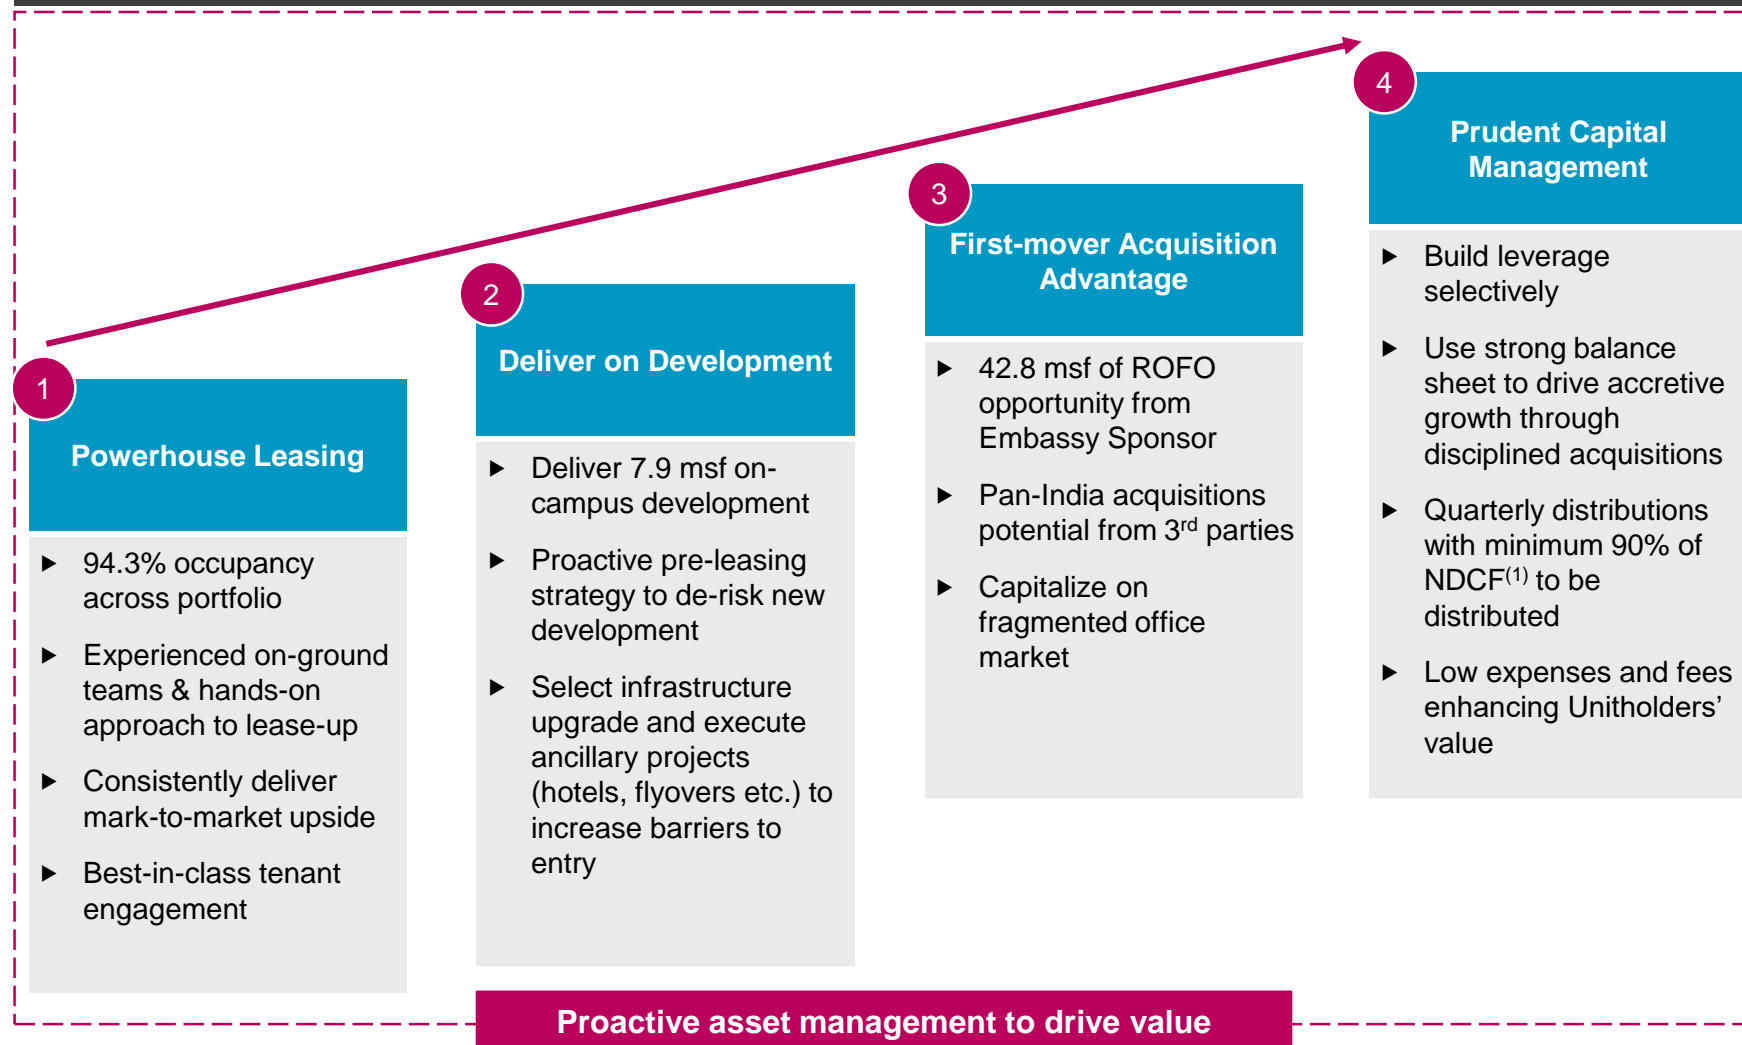 1
Powerhouse Leasing
▶ 94.3% occupancy
across portfolio
▶ Experienced on-ground
teams & hands-on
approach to lease-up
▶ Consistently deliver
mark-to-market upside
▶ Best-in-class tenant
engagement
2
Deliver on Development
▶ Deliver 7.9 msf on-
campus development
▶ Proactive pre-leasing
strategy to de-risk new
development
▶ Select infrastructure
upgrade and execute
ancillary projects
(hotels, flyovers etc.) to
increase barriers to
entry
3
First-mover Acquisition
Advantage
▶ 42.8 msf of ROFO
opportunity from
Embassy Sponsor
▶ Pan-India acquisitions
potential from 3rd parties
▶ Capitalize on
fragmented office
market
4
Prudent Capital
Management
▶ Build leverage
selectively
▶ Use strong balance
sheet to drive accretive
growth through
disciplined acquisitions
▶ Quarterly distributions
with minimum 90% of
NDCF(1) to be
distributed
▶ Low expenses and fees
enhancing Unitholders’
value
Proactive asset management to drive value